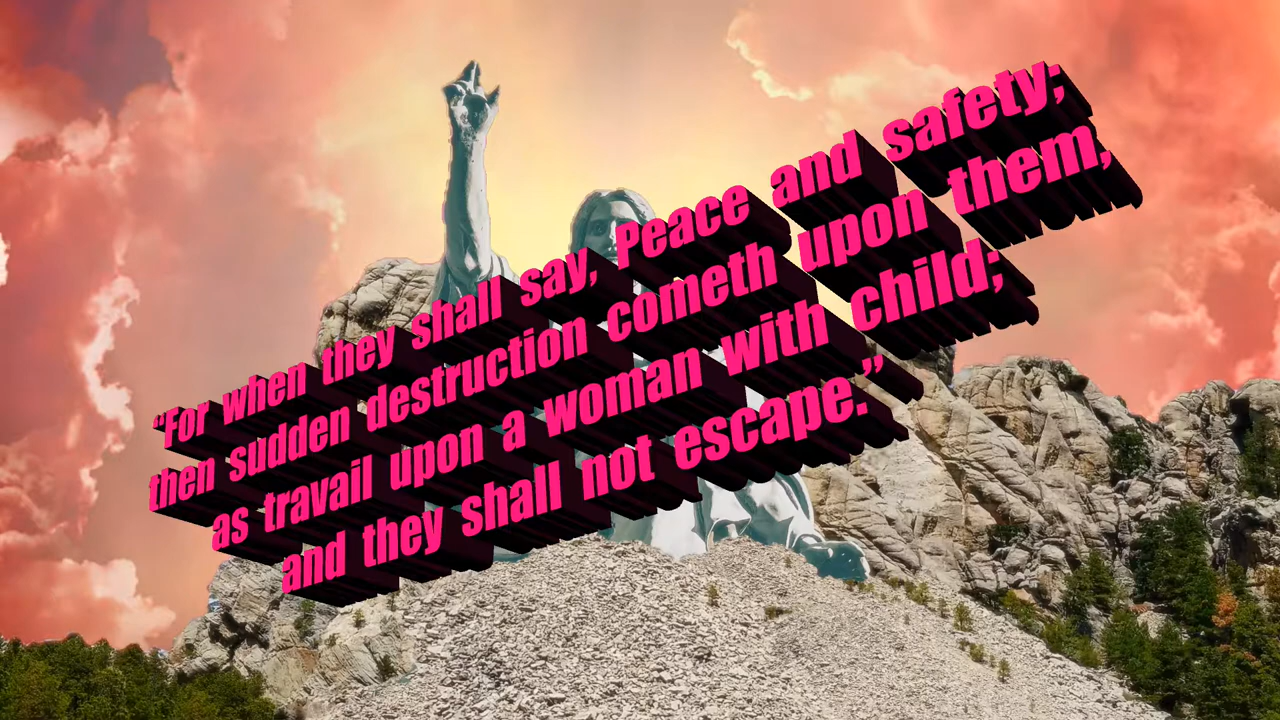 “For when they shall say, Peace and safety;
then sudden destruction cometh upon them,
as travail upon a woman with child;
and they shall not escape.”